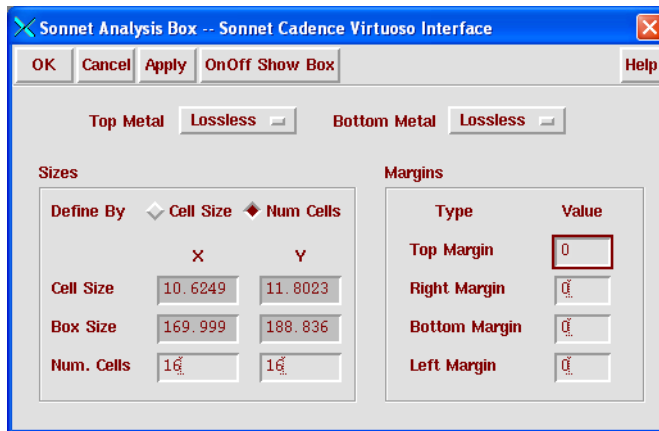 Sonnet Analysis Box -- Sonnet Cadence Virtuoso Interface
OK Cancel Apply OnOff Show Box Help
Top Metal Lossless Bottom Metal Lossless
Sizes Margins
Define By Cell Size Num Cells Type Value
X Y Top Margin 0
Cell Size 10.6249 11.8023 Right Margin 0
Box Size 169.999 188.836 Bottom Margin 0
Num. Cells 16 16 Left Margin 0